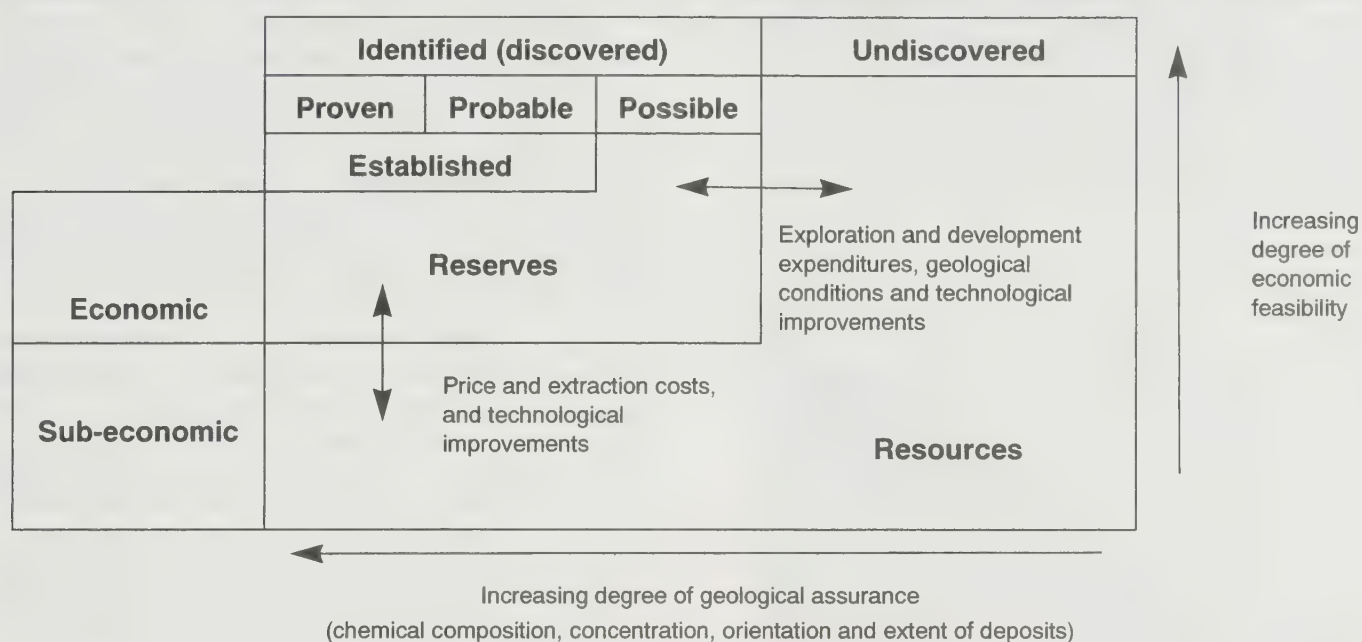 Identified (discovered)
Undiscovered
Proven
Probable
Possible
Established
Exploration and development
expenditures, geological
conditions and technological
improvements
Increasing
degree of
economic
feasibility
Reserves
Economic
Price and extraction costs,
and technological
improvements
Sub-economic
Resources
Increasing degree of geological assurance
(chemical composition, concentration, orientation and extent of deposits)